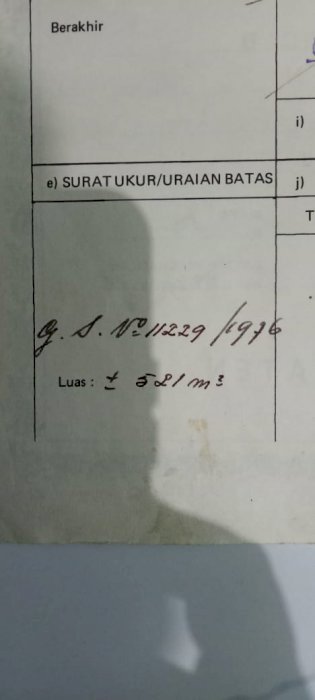 Berakhir
i)
e) SURAT UKUR/URAIAN BATAS
j)
T
G. S. No 11229/1976
Luas : ± 521 m²